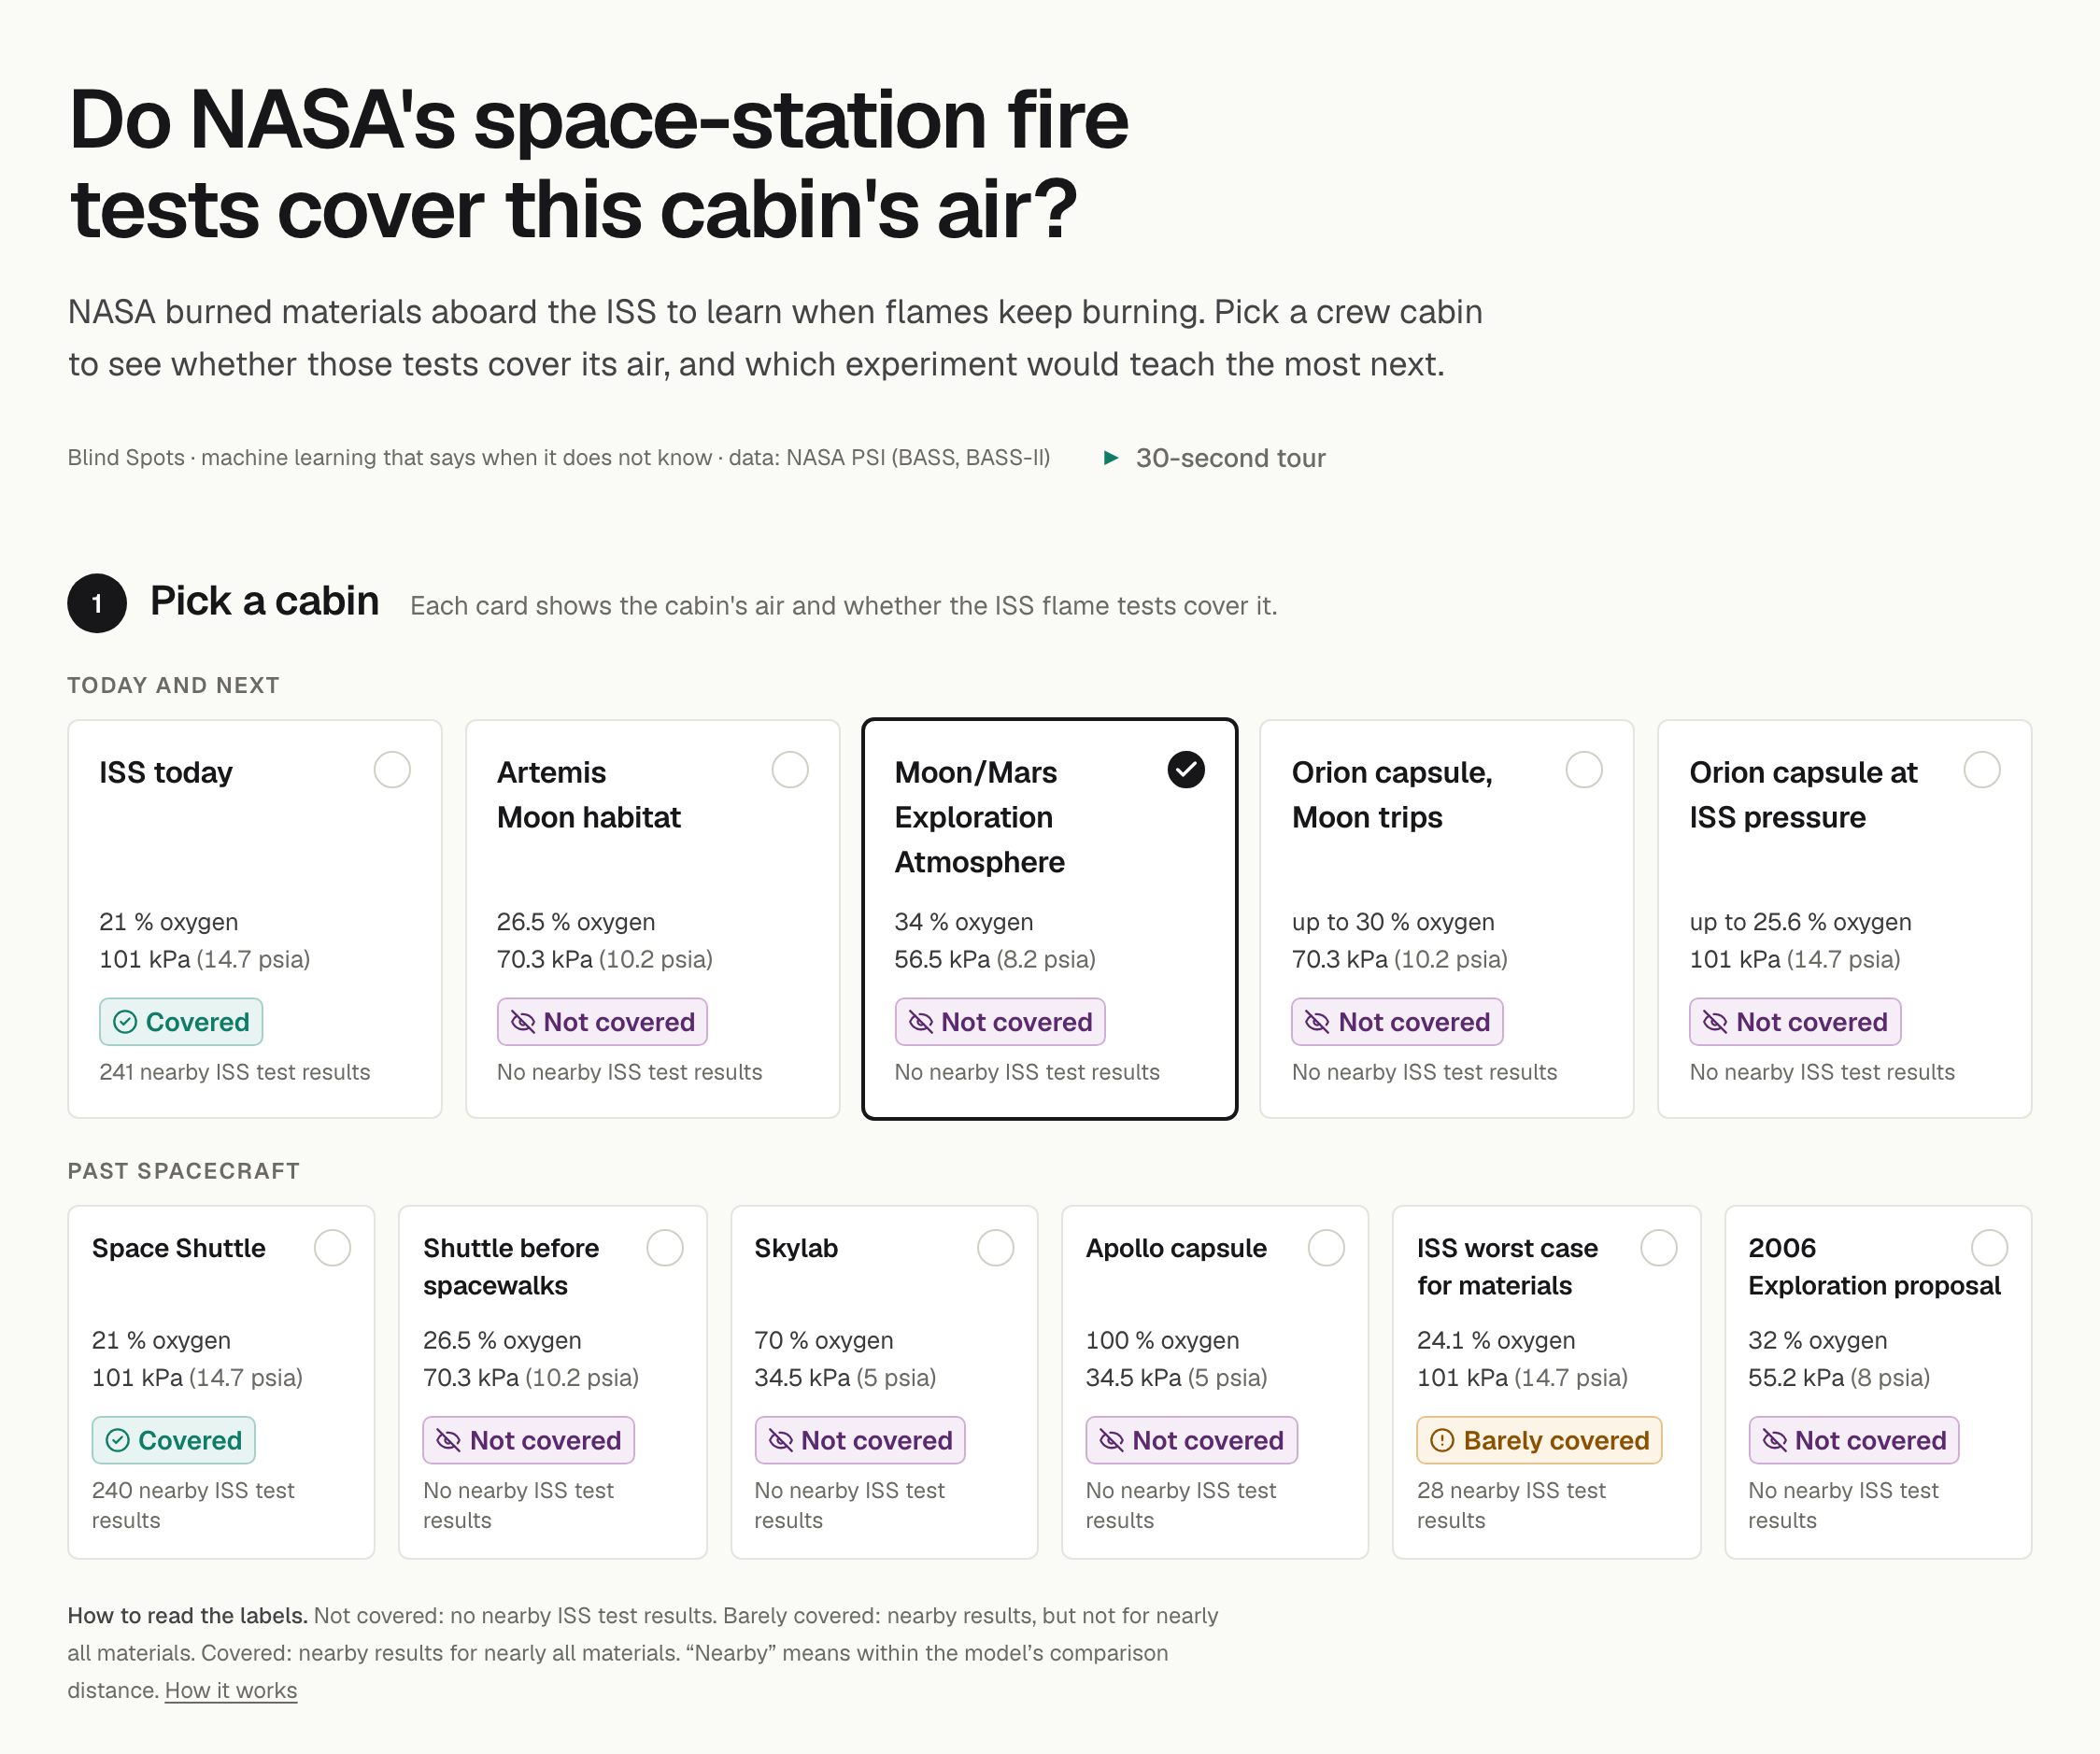 Do NASA's space-station fire
tests cover this cabin's air?
NASA burned materials aboard the ISS to learn when flames keep burning. Pick a crew cabin
to see whether those tests cover its air, and which experiment would teach the most next.
Blind Spots · machine learning that says when it does not know · data: NASA PSI (BASS, BASS-II)
30-second tour
1
Pick a cabin
Each card shows the cabin's air and whether the ISS flame tests cover it.
TODAY AND NEXT
ISS today
21 % oxygen
101 kPa (14.7 psia)
Covered
241 nearby ISS test results
Artemis
Moon habitat
26.5 % oxygen
70.3 kPa (10.2 psia)
Not covered
No nearby ISS test results
Moon/Mars
Exploration
Atmosphere
34 % oxygen
56.5 kPa (8.2 psia)
Not covered
No nearby ISS test results
Orion capsule,
Moon trips
up to 30 % oxygen
70.3 kPa (10.2 psia)
Not covered
No nearby ISS test results
Orion capsule at
ISS pressure
up to 25.6 % oxygen
101 kPa (14.7 psia)
Not covered
No nearby ISS test results
PAST SPACECRAFT
Space Shuttle
21 % oxygen
101 kPa (14.7 psia)
Covered
240 nearby ISS test
results
Shuttle before
spacewalks
26.5 % oxygen
70.3 kPa (10.2 psia)
Not covered
No nearby ISS test
results
Skylab
70 % oxygen
34.5 kPa (5 psia)
Not covered
No nearby ISS test
results
Apollo capsule
100 % oxygen
34.5 kPa (5 psia)
Not covered
No nearby ISS test
results
ISS worst case
for materials
24.1 % oxygen
101 kPa (14.7 psia)
Barely covered
28 nearby ISS test
results
2006
Exploration proposal
32 % oxygen
55.2 kPa (8 psia)
Not covered
No nearby ISS test
results
How to read the labels. Not covered: no nearby ISS test results. Barely covered: nearby results, but not for nearly
all materials. Covered: nearby results for nearly all materials. “Nearby” means within the model’s comparison
distance. How it works